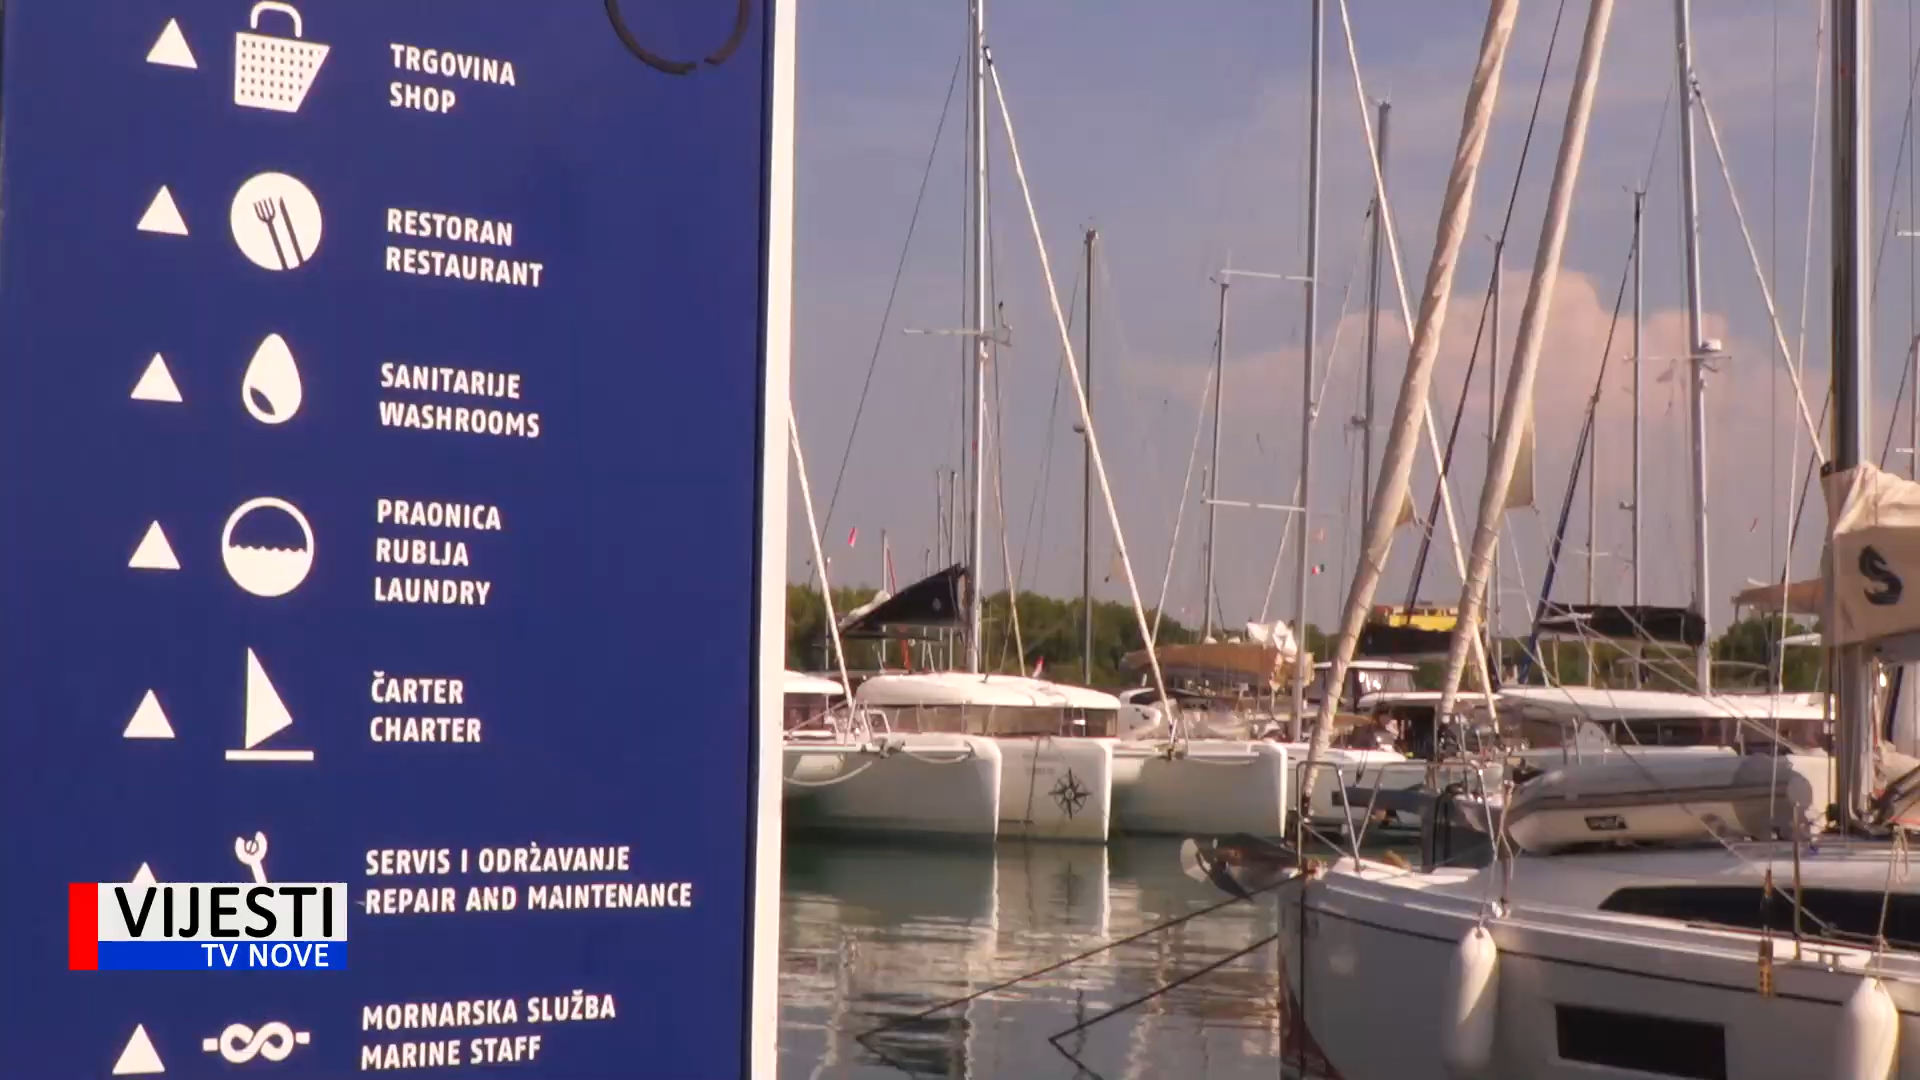 TRGOVINA
SHOP
RESTORAN
RESTAURANT
SANITARIJE
WASHROOMS
PRAONICA
RUBLJA
LAUNDRY
ČARTER
CHARTER
SERVIS I ODRŽAVANJE
REPAIR AND MAINTENANCE
MORNARSKA SLUŽBA
MARINE STAFF
VIJESTI
TV NOVE